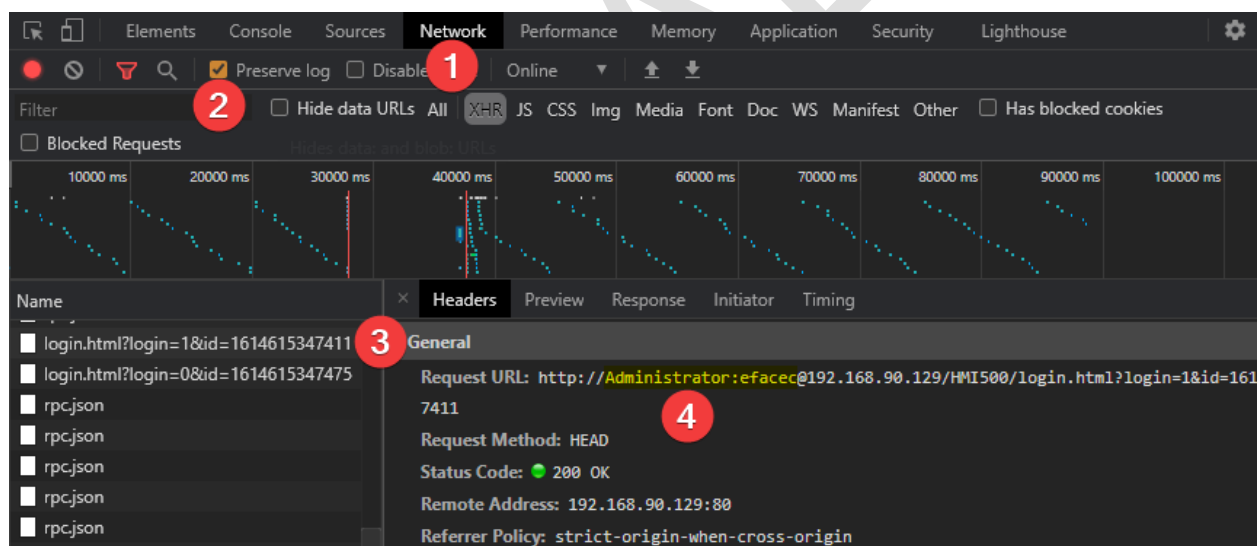 Elements Console Sources Network Performance Memory Application Security Lighthouse
Preserve log Online
1
Filter Hide data URLs All XHR JS CSS Img Media Font Doc WS Manifest Other Has blocked cookies
2
Blocked Requests Hides data: and blob: URLs
10000 ms 20000 ms 30000 ms 40000 ms 50000 ms 60000 ms 70000 ms 80000 ms 90000 ms 100000 ms
Name × Headers Preview Response Initiator Timing
login.html?login=1&id=1614615347411 3 General
login.html?login=0&id=1614615347475 Request URL: http://Administrator:efacec@192.168.90.129/HMI500/login.html?login=1&id=161
rpc.json 7411
4
rpc.json Request Method: HEAD
rpc.json Status Code: 200 OK
rpc.json Remote Address: 192.168.90.129:80
rpc.json Referrer Policy: strict-origin-when-cross-origin